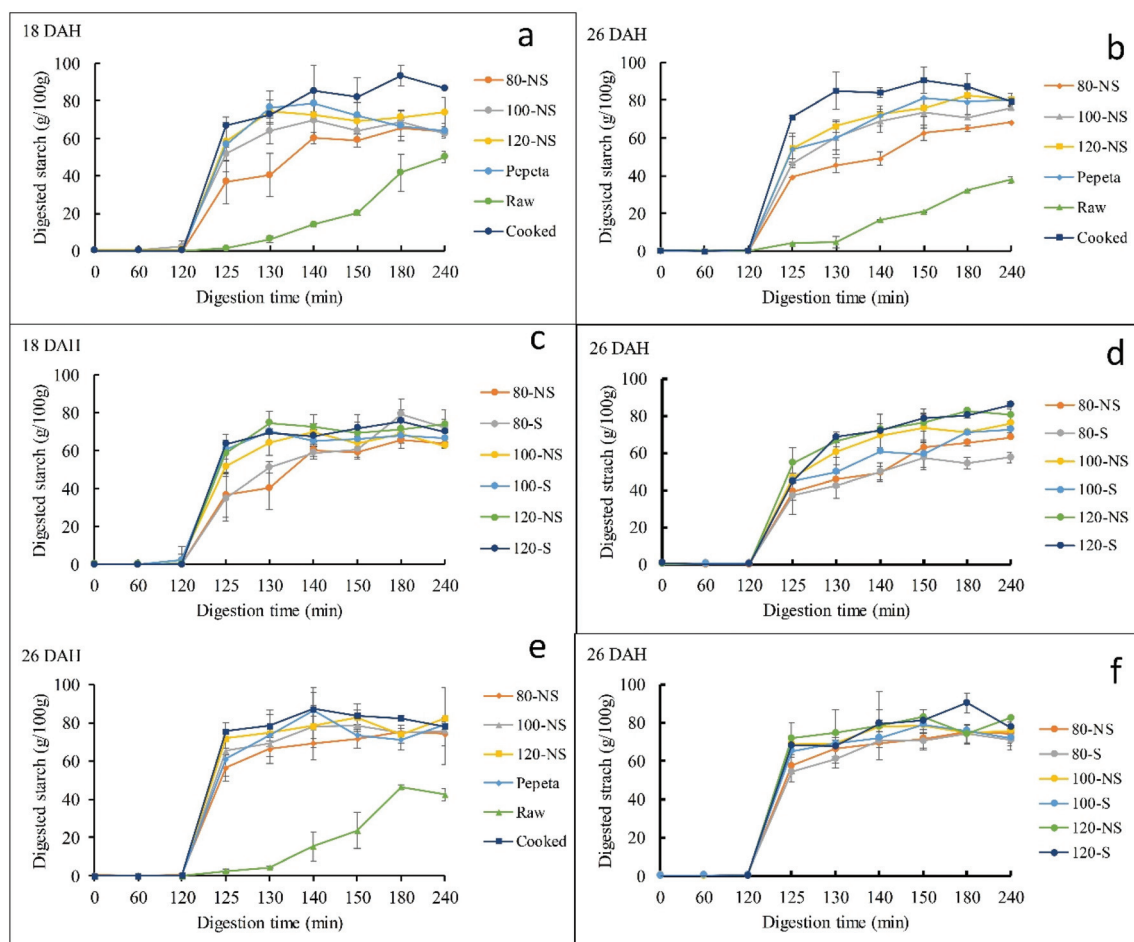 18 DAH
a
100
80
60
40
20
0
Digested starch (g/100g)
0 60 120 125 130 140 150 180 240
Digestion time (min)
80-NS
100-NS
120-NS
Pepeta
Raw
Cooked
26 DAH
b
100
80
60
40
20
0
Digested starch (g/100g)
0 60 120 125 130 140 150 180 240
Digestion time (min)
80-NS
100-NS
120-NS
Pepeta
Raw
Cooked
18 DAH
c
100
80
60
40
20
0
Digested starch (g/100g)
0 60 120 125 130 140 150 180 240
Digestion time (min)
80-NS
80-S
100-NS
100-S
120-NS
120-S
26 DAH
d
100
80
60
40
20
0
Digested strach (g/100g)
0 60 120 125 130 140 150 180 240
Digestion time (min)
80-NS
80-S
100-NS
100-S
120-NS
120-S
26 DAH
e
100
80
60
40
20
0
Digested starch (g/100g)
0 60 120 125 130 140 150 180 240
Digestion time (min)
80-NS
100-NS
120-NS
Pepeta
Raw
Cooked
26 DAH
f
100
80
60
40
20
0
Digested strach (g/100g)
0 60 120 125 130 140 150 180 240
Digestion time (min)
80-NS
80-S
100-NS
100-S
120-NS
120-S